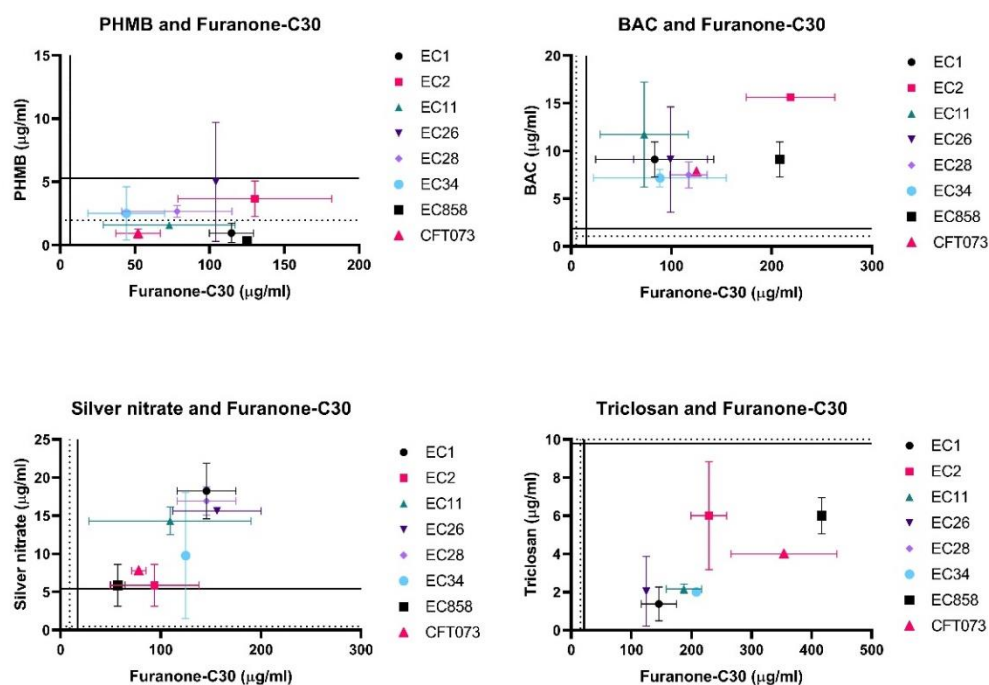 PHMB and Furanone-C30
15
10
5
0
PHMB (µg/ml)
0 50 100 150 200
Furanone-C30 (µg/ml)
EC1
EC2
EC11
EC26
EC28
EC34
EC858
CFT073
BAC and Furanone-C30
20
15
10
5
0
BAC (µg/ml)
0 100 200 300
Furanone-C30 (µg/ml)
EC1
EC2
EC11
EC26
EC28
EC34
EC858
CFT073
Silver nitrate and Furanone-C30
25
20
15
10
5
0
Silver nitrate (µg/ml)
0 100 200 300
Furanone-C30 (µg/ml)
EC1
EC2
EC11
EC26
EC28
EC34
EC858
CFT073
Triclosan and Furanone-C30
10
8
6
4
2
0
Triclosan (µg/ml)
0 100 200 300 400 500
Furanone-C30 (µg/ml)
EC1
EC2
EC11
EC26
EC28
EC34
EC858
CFT073